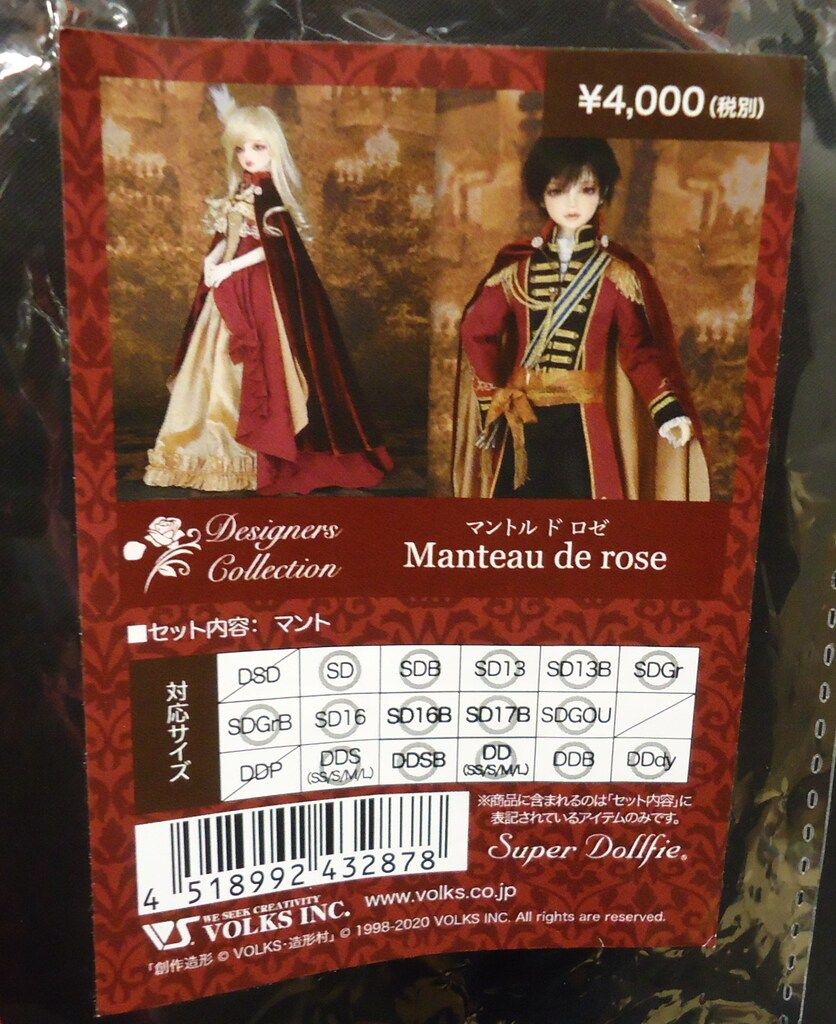 ¥4,000(税別)
Designers
Collection
マントル ド ロゼ
Manteau de rose
■セット内容: マント
対応サイズ
DSD SD SDB SD13 SD13B SDGr
SDGrB SD16 SD16B SD17B SDGOU
DDP DDS (SS/S/M/L) DDSB DD (SS/S/M/L) DDB DDdy
※商品に含まれるのは「セット内容」に
表記されているアイテムのみです。
Super Dollfie®
4 518992 432878
WE SEEK CREATIVITY
VS. VOLKS INC. www.volks.co.jp
「創作造形 © VOLKS・造形村」 © 1998-2020 VOLKS INC. All rights are reserved.